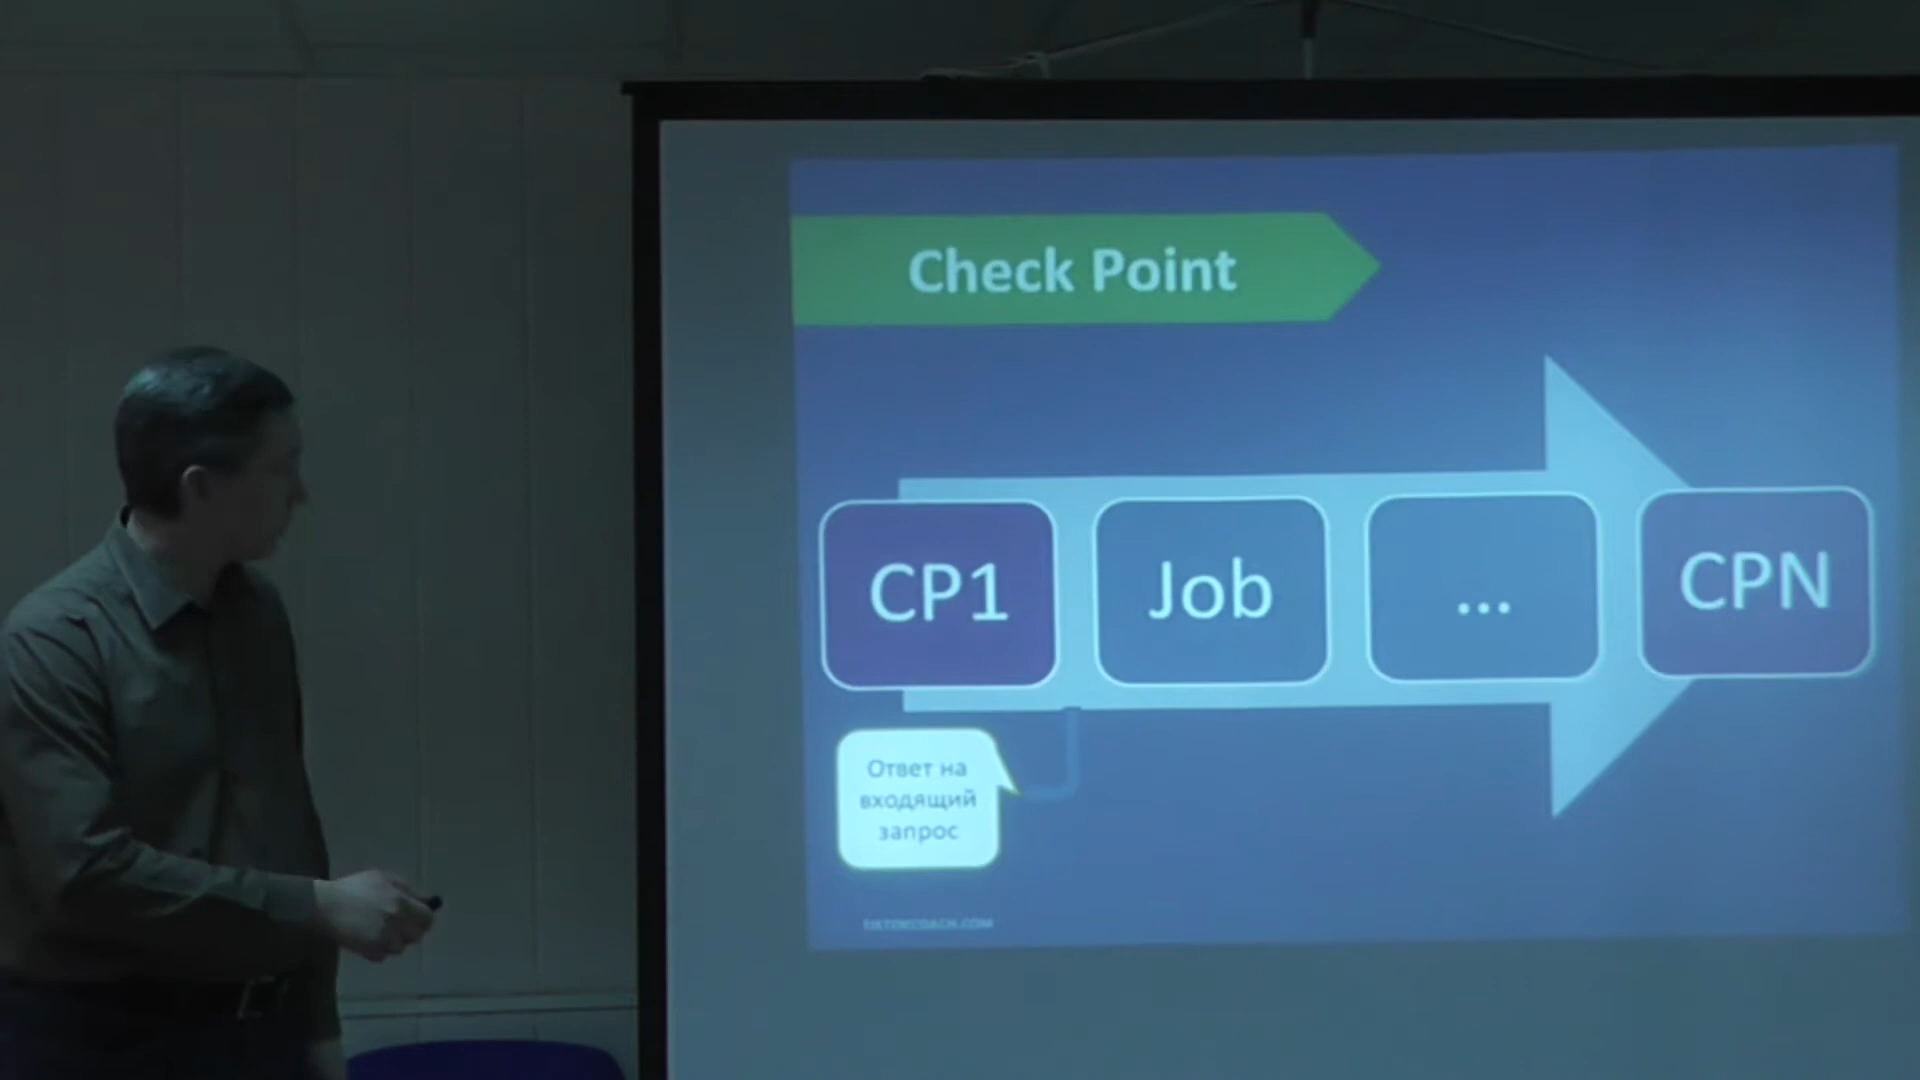 Check Point
CP1
Job
...
CPN
Ответ на
входящий
запрос